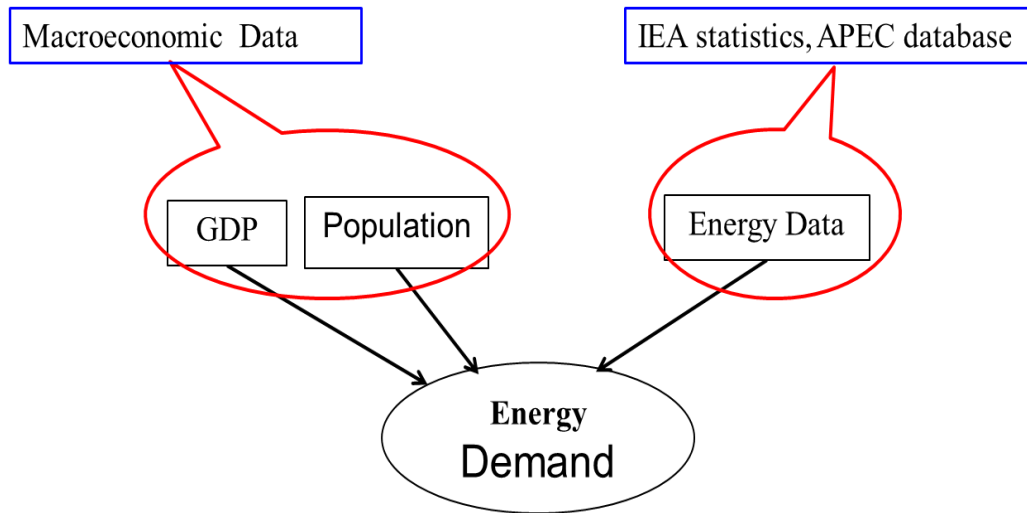 Macroeconomic Data
IEA statistics, APEC database
GDP
Population
Energy Data
Energy
Demand